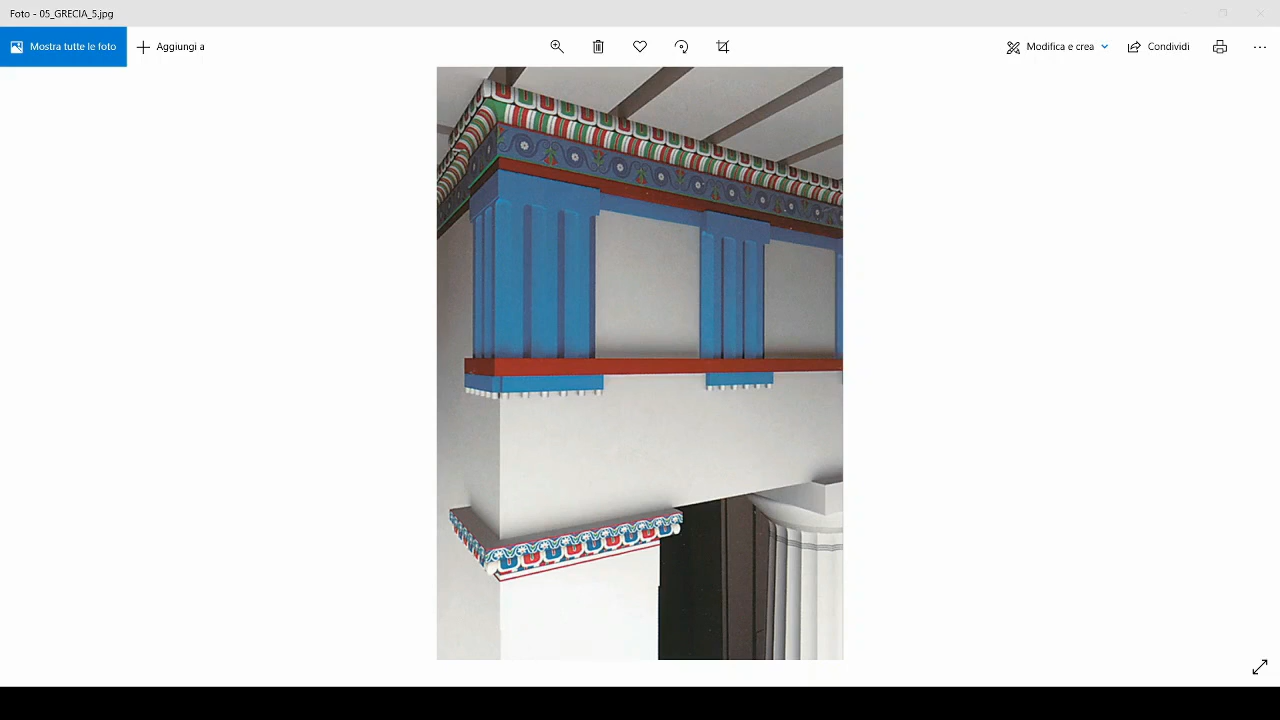 Foto - 05_GRECIA_5.jpg
Mostra tutte le foto
Aggiungi a
Modifica e crea
Condividi